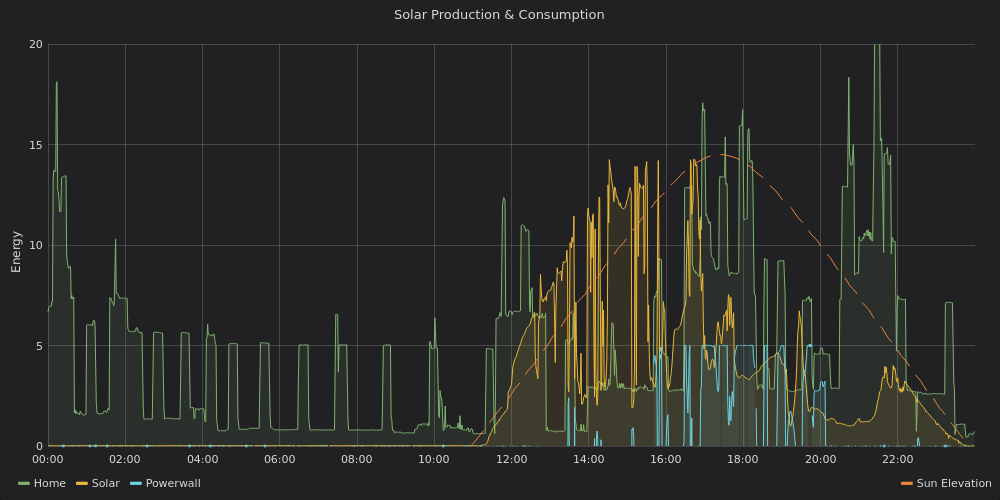 Solar Production & Consumption
Energy
20
15
10
5
0
00:00 02:00 04:00 06:00 08:00 10:00 12:00 14:00 16:00 18:00 20:00 22:00
Home Solar Powerwall Sun Elevation